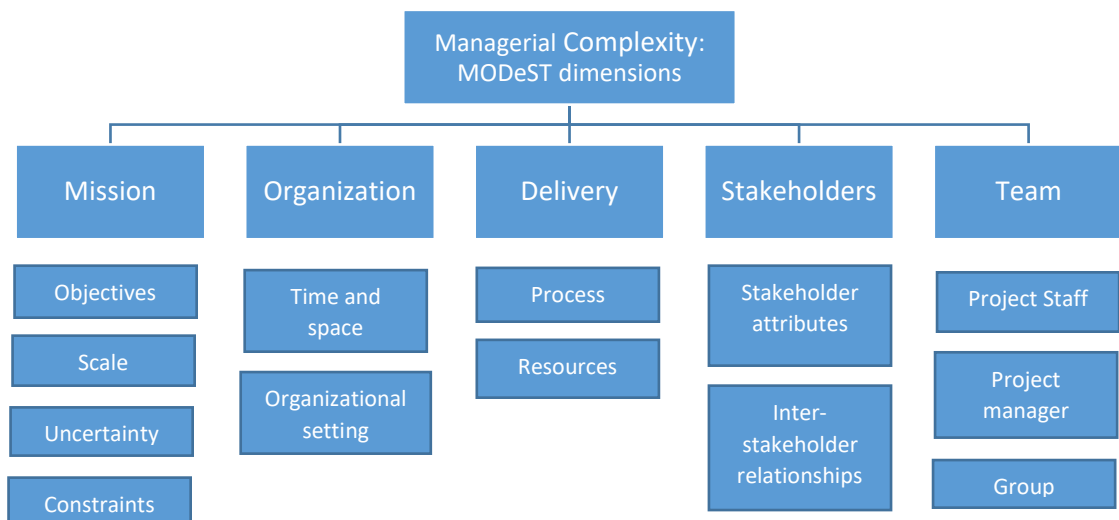 Managerial Complexity:
MODeST dimensions
Mission
Organization
Delivery
Stakeholders
Team
Objectives
Scale
Uncertainty
Constraints
Time and
space
Organizational
setting
Process
Resources
Stakeholder
attributes
Inter-
stakeholder
relationships
Project Staff
Project
manager
Group